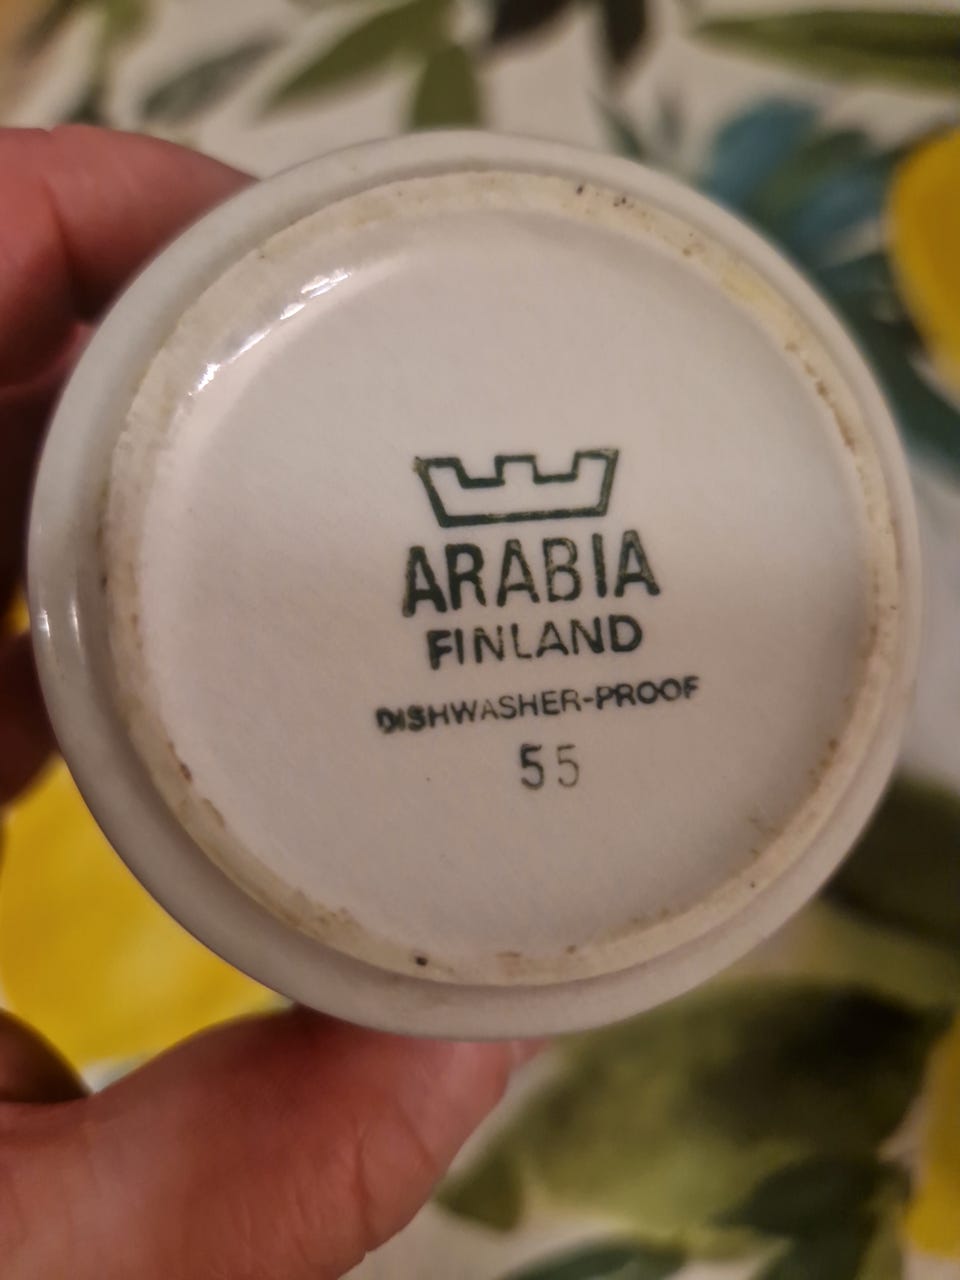 ARABIA
FINLAND
DISHWASHER-PROOF
55